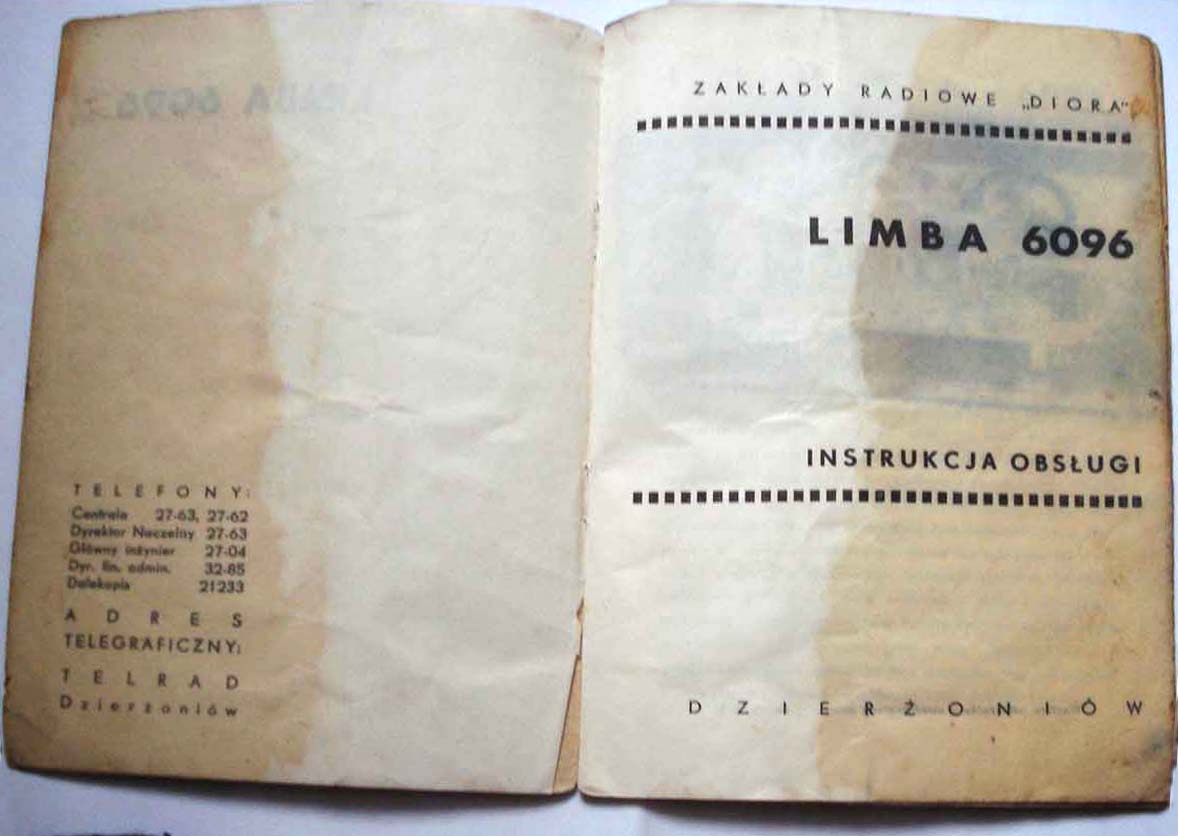 TELEFONY:
Centrala 27-63, 27-62
Dyrektor Naczelny 27-63
Główny inżynier 27-04
Dyr. fin. admin. 32-85
Dalekopis 21233
ADRES
TELEGRAFICZNY:
TELRAD
Dzierżoniów
ZAKŁADY RADIOWE „DIORA"
LIMBA 6096
INSTRUKCJA OBSŁUGI
DZIERŻONIÓW